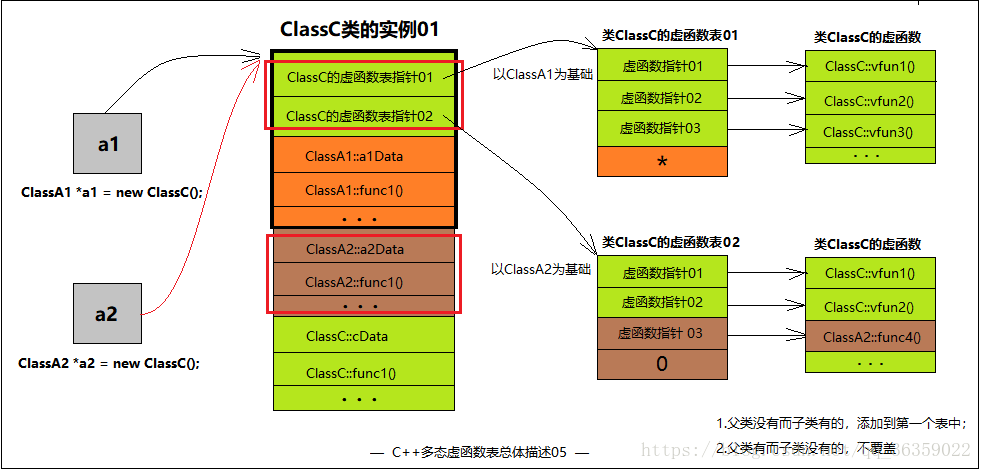 ClassC类的实例01
ClassC的虚函数表指针01
ClassC的虚函数表指针02
ClassA1::a1Data
ClassA1::func1()
. . .
ClassA2::a2Data
ClassA2::func1()
. . .
ClassC::cData
ClassC::func1()
. . .
a1
ClassA1 *a1 = new ClassC();
a2
ClassA2 *a2 = new ClassC();
以ClassA1为基础
类ClassC的虚函数表01
虚函数指针01
虚函数指针02
虚函数指针03
*
类ClassC的虚函数
ClassC::vfun1()
ClassC::vfun2()
ClassC::vfun3()
. . .
以ClassA2为基础
类ClassC的虚函数表02
虚函数指针01
虚函数指针02
虚函数指针 03
0
类ClassC的虚函数
ClassC::vfun1()
ClassC::vfun2()
ClassA2::func4()
. . .
1.父类没有而子类有的，添加到第一个表中；
2.父类有而子类没有的，不覆盖
— C++多态虚函数表总体描述05 —